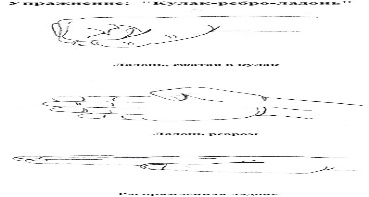 Упражнение: "Кулак-ребро-ладонь"
Ладонь, сжатая в кулак
Ладонь ребром
Распрямленная ладонь